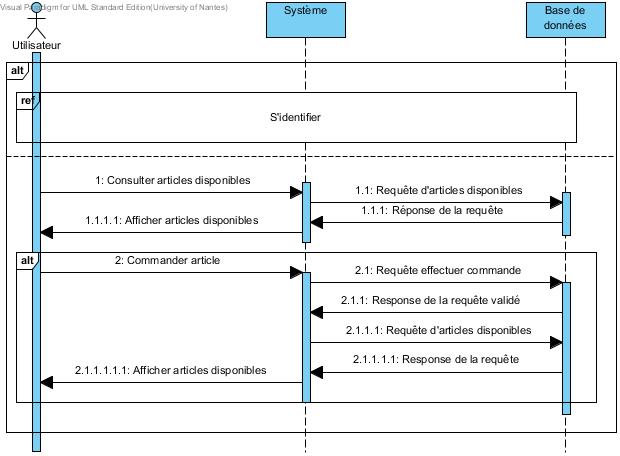 Visual Paradigm for UML Standard Edition(University of Nantes)
Système
Base de
données
Utilisateur
alt
ref
S'identifier
1: Consulter articles disponibles
1.1: Requête d'articles disponibles
1.1.1: Réponse de la requête
1.1.1.1: Afficher articles disponibles
alt
2: Commander article
2.1: Requête effectuer commande
2.1.1: Response de la requête validé
2.1.1.1: Requête d'articles disponibles
2.1.1.1.1: Response de la requête
2.1.1.1.1.1: Afficher articles disponibles